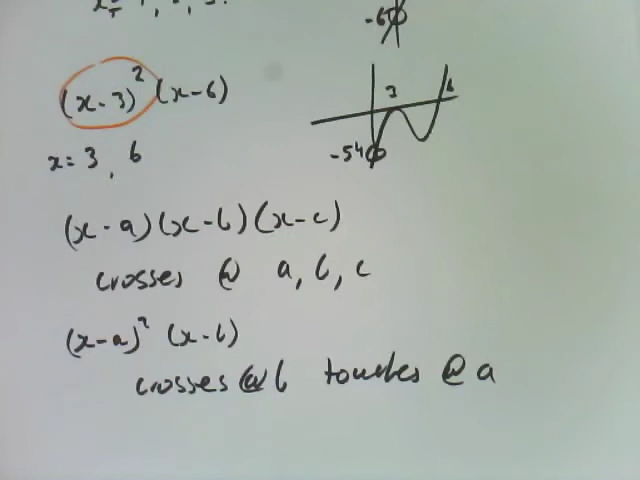 -6
(x-3)² (x-6)
3 6
x= 3, 6
-54
(x-a)(x-b)(x-c)
crosses @ a, b, c
(x-a)² (x-b)
crosses @ b touches @ a